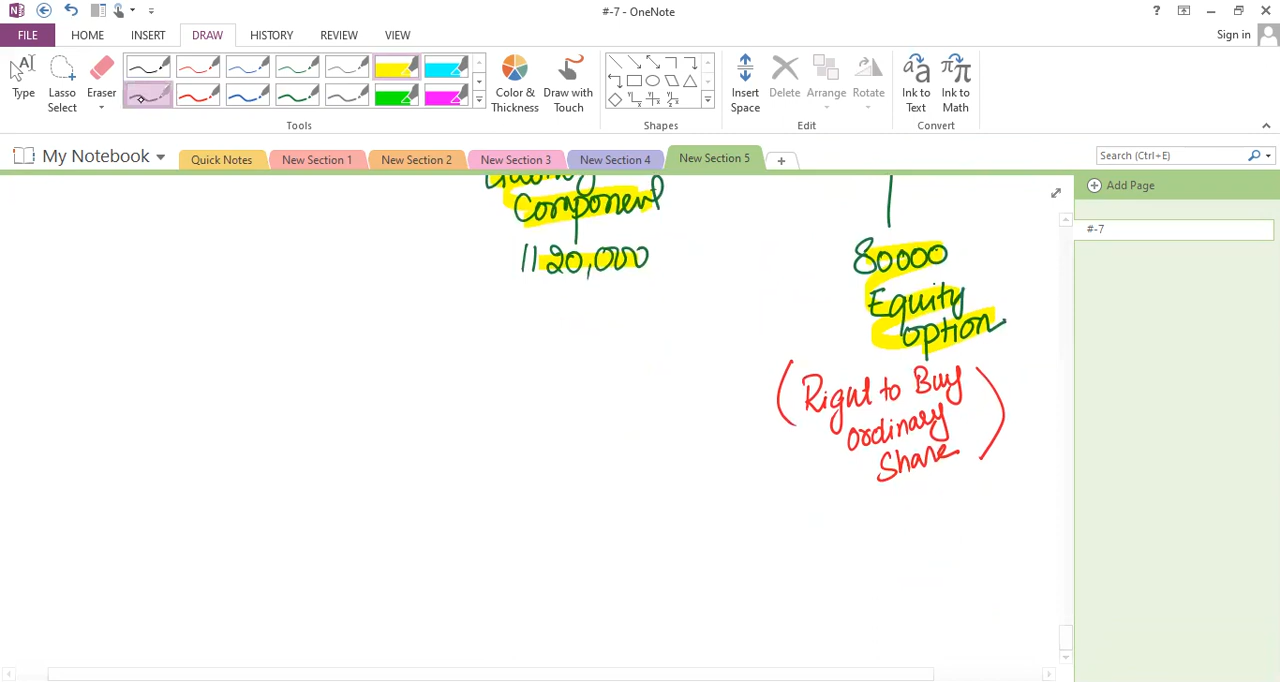 #-7 - OneNote
FILE HOME INSERT DRAW HISTORY REVIEW VIEW
Sign in
Type
Lasso Select
Eraser
Color & Thickness
Draw with Touch
Insert Space
Delete
Arrange
Rotate
Ink to Text
Ink to Math
Tools Shapes Edit Convert
My Notebook
Quick Notes New Section 1 New Section 2 New Section 3 New Section 4 New Section 5
Search (Ctrl+E)
Add Page
#-7
Component
1120,000
80000
Equity
option
(Right to Buy
ordinary
Share)